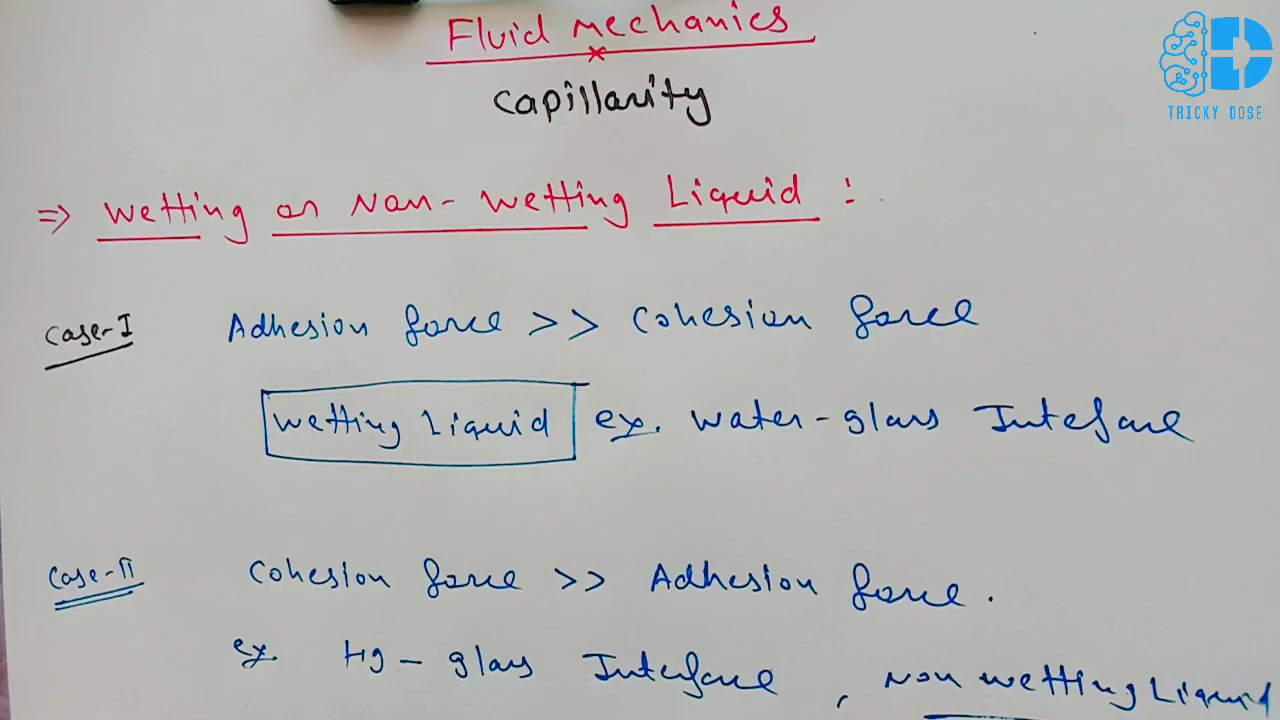 Fluid mechanics
Capillarity
TRICKY DOSE
⇒ Wetting or Non-Wetting Liquid :
Case-I Adhesion force >> Cohesion force
Wetting Liquid ex. Water-glass Inteface
Case-II Cohesion force >> Adhesion force.
ex. Hg - glass Interface , Non wetting Liquid